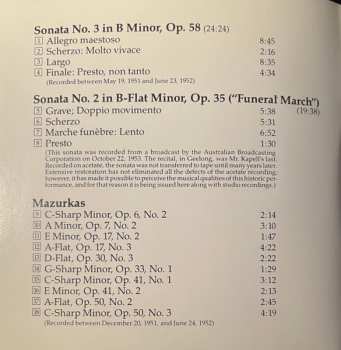 Sonata No. 3 in B Minor, Op. 58 (24:24)
1 Allegro maestoso 8:45
2 Scherzo: Molto vivace 2:16
3 Largo 8:35
4 Finale: Presto, non tanto 4:34
(Recorded between May 19, 1951 and June 23, 1952)
Sonata No. 2 in B-Flat Minor, Op. 35 ("Funeral March")
5 Grave; Doppio movimento 5:38 (19:38)
6 Scherzo 5:31
7 Marche funèbre: Lento 6:52
8 Presto 1:30
(This sonata was recorded from a broadcast by the Australian Broadcasting
Corporation on October 22, 1953. The recital, in Geelong, was Mr. Kapell's last.
Recorded on acetate, the sonata was not transferred to tape until many years later.
Extensive restoration has not eliminated all the defects of the acetate recording;
however, it has made it possible to perceive the musical qualities of this historic per-
formance, and for that reason it is being issued here along with studio recordings.)
Mazurkas
9 C-Sharp Minor, Op. 6, No. 2 2:14
10 A Minor, Op. 7, No. 2 3:10
11 E Minor, Op. 17, No. 2 1:47
12 A-Flat, Op. 17, No. 3 4:22
13 D-Flat, Op. 30, No. 3 2:22
14 G-Sharp Minor, Op. 33, No. 1 1:29
15 C-Sharp Minor, Op. 41, No. 1 3:12
16 E Minor, Op. 41, No. 2 2:13
17 A-Flat, Op. 50, No. 2 2:45
18 C-Sharp Minor, Op. 50, No. 3 4:19
(Recorded between December 20, 1951, and June 24, 1952)